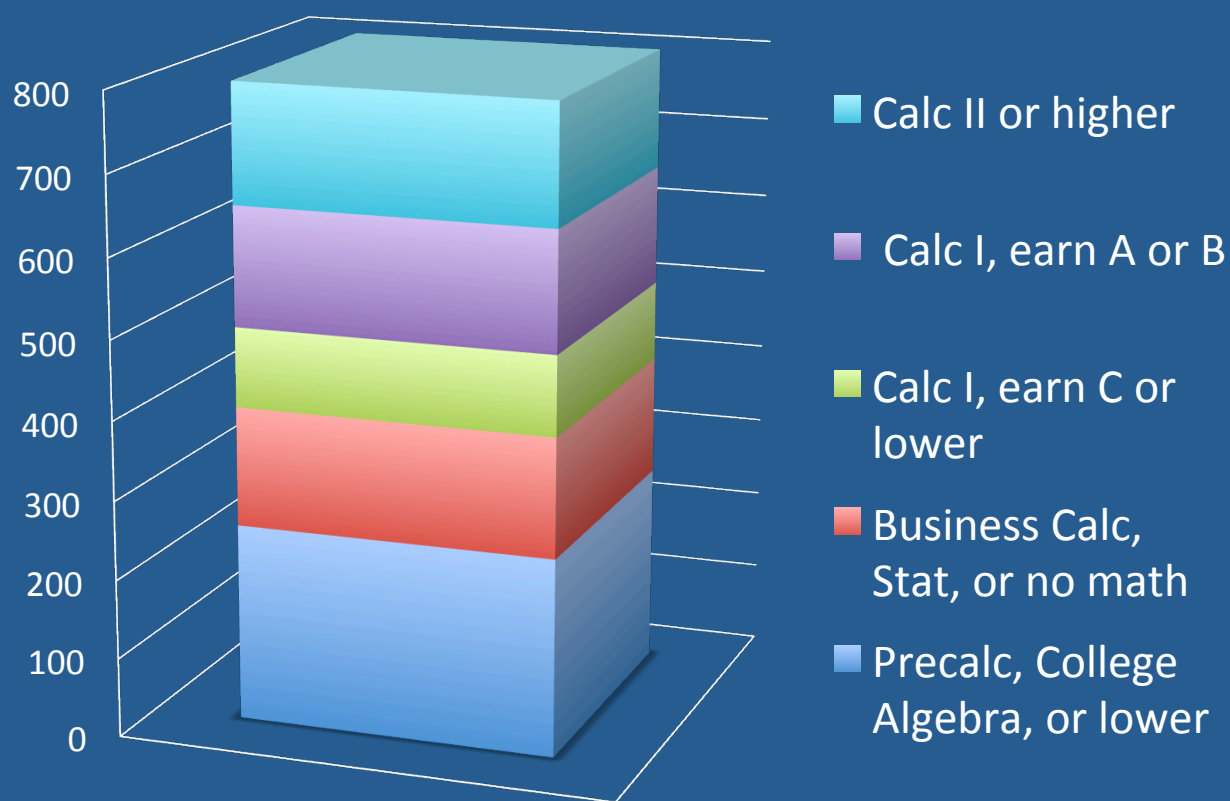 800
700
600
500
400
300
200
100
0
Calc II or higher
Calc I, earn A or B
Calc I, earn C or
lower
Business Calc,
Stat, or no math
Precalc, College
Algebra, or lower